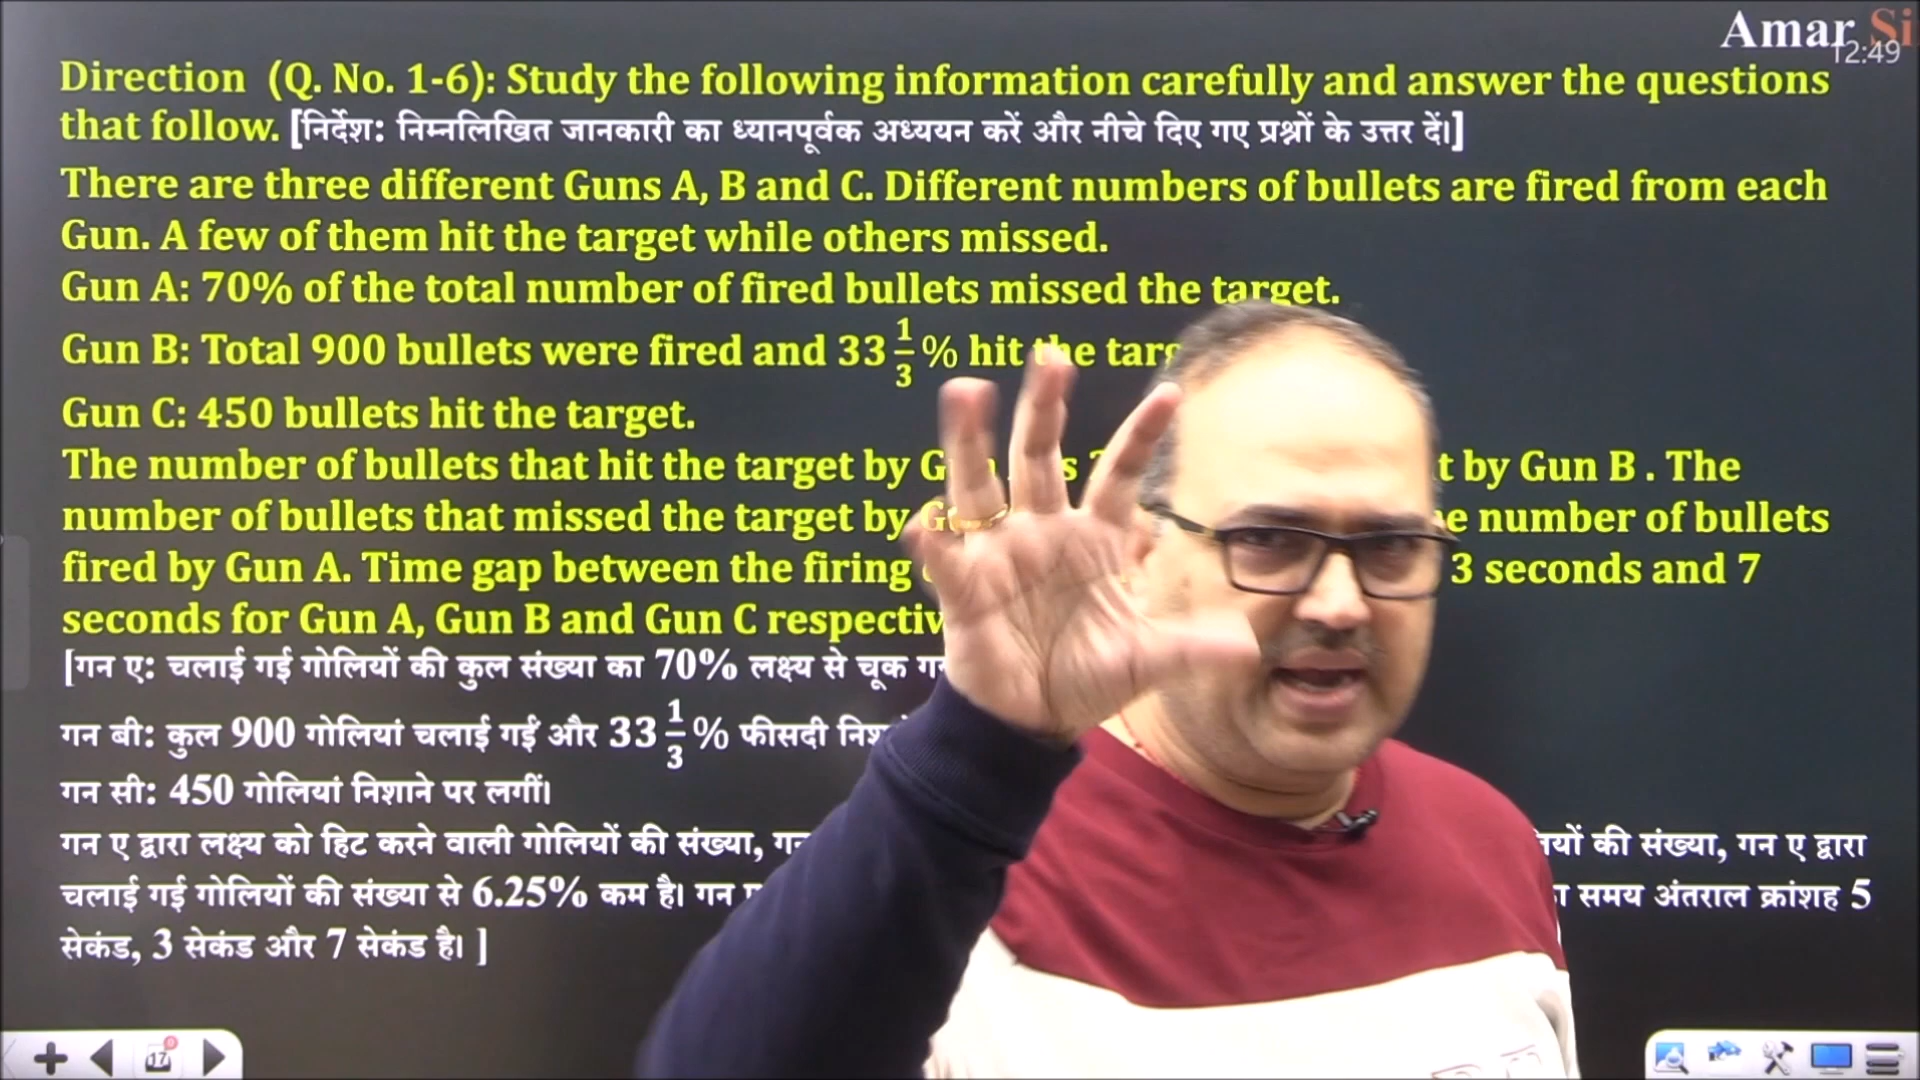 Amar Si
12:49
Direction (Q. No. 1-6): Study the following information carefully and answer the questions
that follow. [निर्देश: निम्नलिखित जानकारी का ध्यानपूर्वक अध्ययन करें और नीचे दिए गए प्रश्नों के उत्तर दें।]
There are three different Guns A, B and C. Different numbers of bullets are fired from each
Gun. A few of them hit the target while others missed.
Gun A: 70% of the total number of fired bullets missed the target.
Gun B: Total 900 bullets were fired and 33 1/3 % hit the targ
Gun C: 450 bullets hit the target.
The number of bullets that hit the target by t by Gun B . The
number of bullets that missed the target by e number of bullets
fired by Gun A. Time gap between the firing 3 seconds and 7
seconds for Gun A, Gun B and Gun C respectiv
[गन ए: चलाई गई गोलियों की कुल संख्या का 70% लक्ष्य से चूक
गन बी: कुल 900 गोलियां चलाई गईं और 33 1/3 % फीसदी
गन सी: 450 गोलियां निशाने पर लगीं।
गन ए द्वारा लक्ष्य को हिट करने वाली गोलियों की संख्या, की संख्या, गन ए द्वारा
चलाई गई गोलियों की संख्या से 6.25% कम है। गन समय अंतराल क्रांशह 5
सेकंड, 3 सेकंड और 7 सेकंड है। ]
17